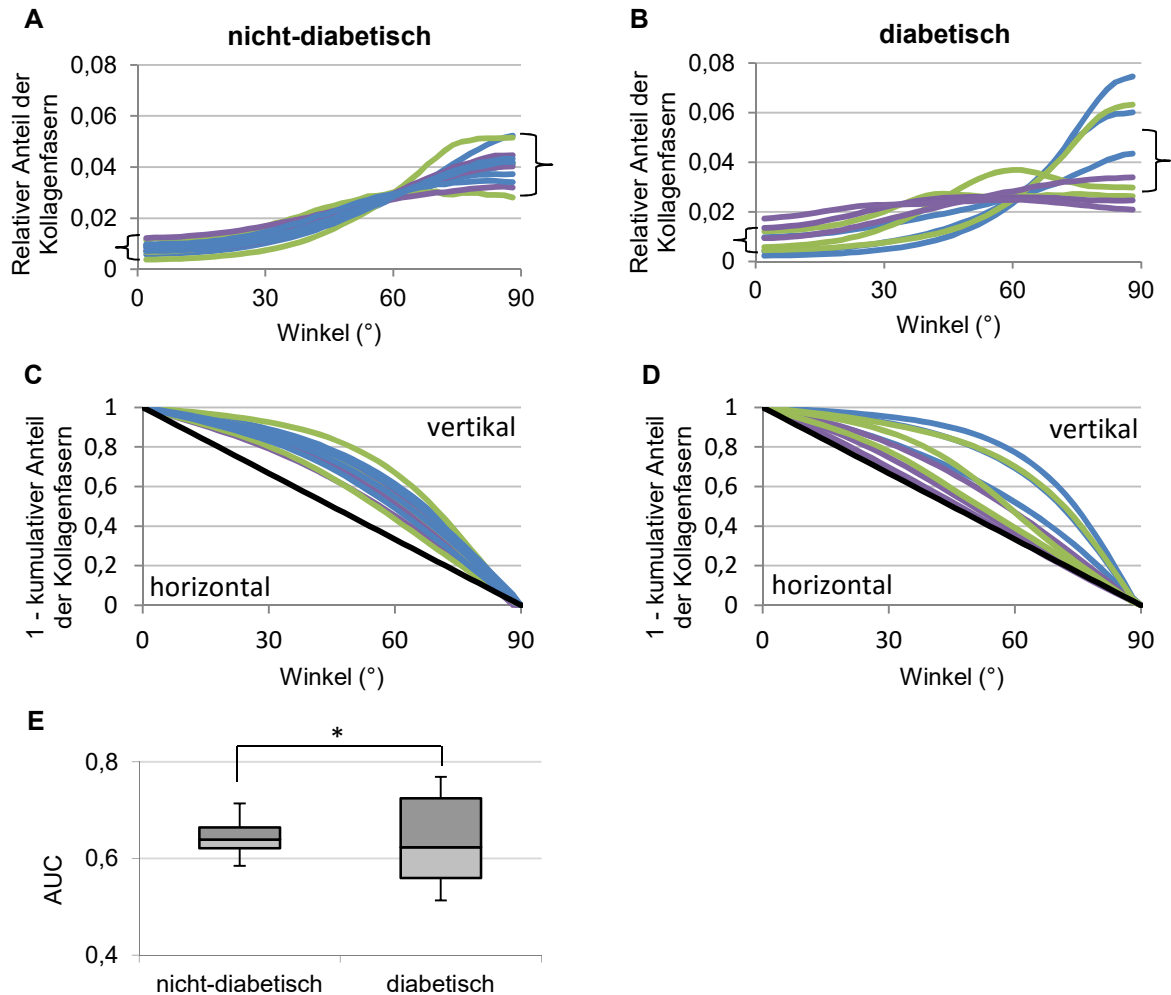 A
nicht-diabetisch
Relativer Anteil der
Kollagenfasern
0,08
0,06
0,04
0,02
0
0
30
60
90
Winkel (°)
B
diabetisch
Relativer Anteil der
Kollagenfasern
0,08
0,06
0,04
0,02
0
0
30
60
90
Winkel (°)
C
1 - kumulativer Anteil
der Kollagenfasern
1
0,8
0,6
0,4
0,2
0
vertikal
horizontal
0
30
60
90
Winkel (°)
D
1 - kumulativer Anteil
der Kollagenfasern
1
0,8
0,6
0,4
0,2
0
vertikal
horizontal
0
30
60
90
Winkel (°)
E
*
AUC
0,8
0,6
0,4
nicht-diabetisch
diabetisch